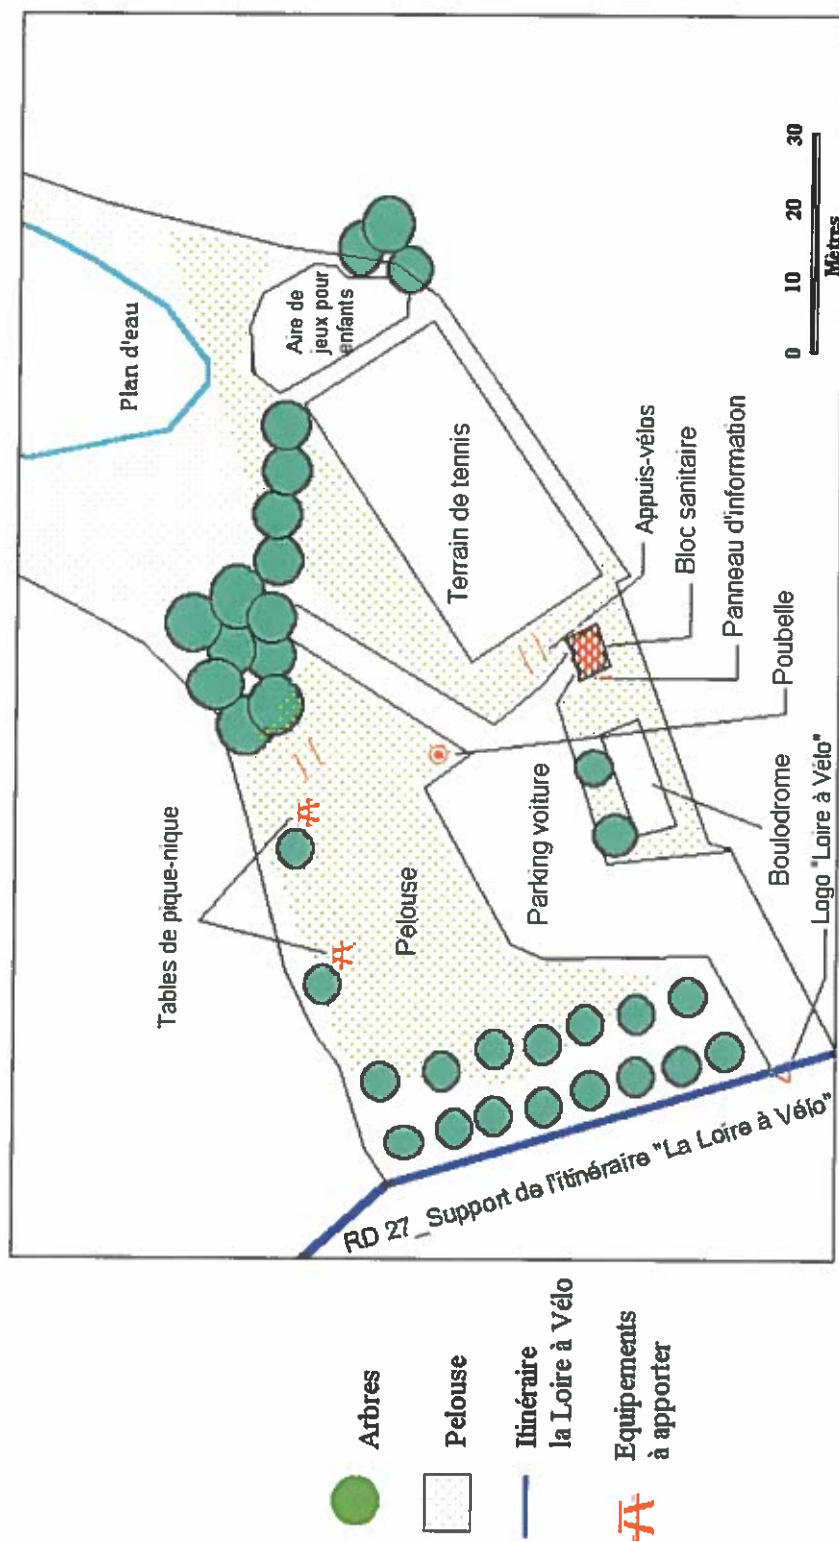 Plan d'eau
Aire de
jeux pour
enfants
Tables de pique-nique
Terrain de tennis
Pelouse
Parking voiture
Appuis-vélos
Bloc sanitaire
Panneau d'information
Poubelle
Boulodrome
Logo "Loire à Vélo"
RD 27_Support de l'itinéraire "La Loire à Vélo"
0 10 20 30
Mètres
Arbres
Pelouse
Itinéraire
la Loire à Vélo
Equipements
à apporter